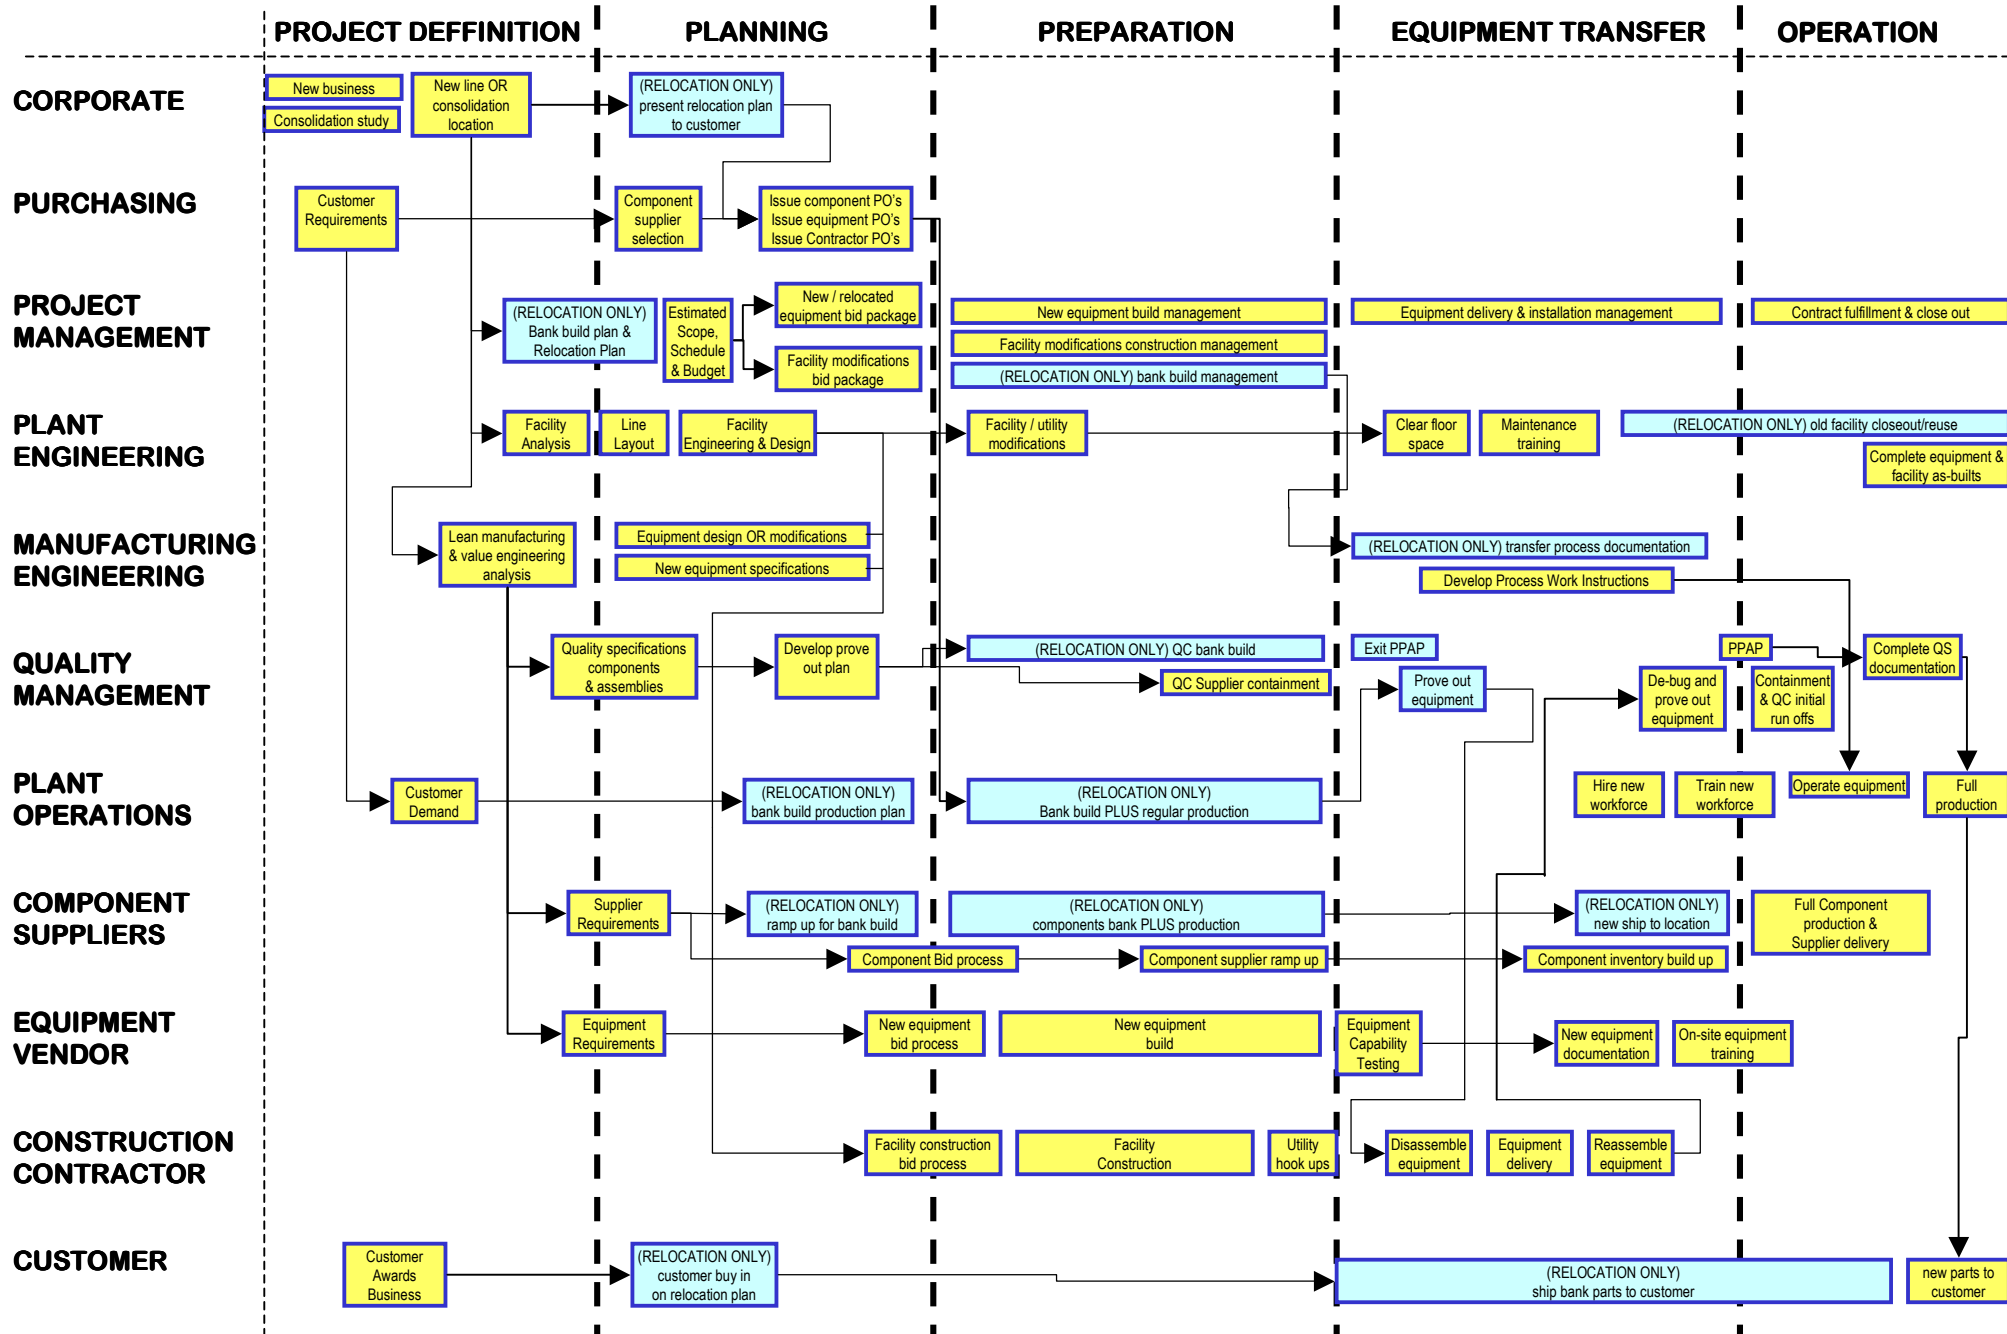 PROJECT DEFFINITION
PLANNING
PREPARATION
EQUIPMENT TRANSFER
OPERATION
CORPORATE
New business
Consolidation study
New line OR
consolidation
location
(RELOCATION ONLY)
present relocation plan
to customer
PURCHASING
Customer
Requirements
Component
supplier
selection
Issue component PO's
Issue equipment PO's
Issue Contractor PO's
PROJECT
MANAGEMENT
(RELOCATION ONLY)
Bank build plan &
Relocation Plan
Estimated
Scope,
Schedule
& Budget
New / relocated
equipment bid package
Facility modifications
bid package
New equipment build management
Facility modifications construction management
(RELOCATION ONLY) bank build management
Equipment delivery & installation management
Contract fulfillment & close out
PLANT
ENGINEERING
Facility
Analysis
Line
Layout
Facility
Engineering & Design
Facility / utility
modifications
Clear floor
space
Maintenance
training
(RELOCATION ONLY) old facility closeout/reuse
Complete equipment &
facility as-builts
MANUFACTURING
ENGINEERING
Lean manufacturing
& value engineering
analysis
Equipment design OR modifications
New equipment specifications
(RELOCATION ONLY) transfer process documentation
Develop Process Work Instructions
QUALITY
MANAGEMENT
Quality specifications
components
& assemblies
Develop prove
out plan
(RELOCATION ONLY) QC bank build
QC Supplier containment
Exit PPAP
Prove out
equipment
De-bug and
prove out
equipment
PPAP
Containment
& QC initial
run offs
Complete QS
documentation
PLANT
OPERATIONS
Customer
Demand
(RELOCATION ONLY)
bank build production plan
(RELOCATION ONLY)
Bank build PLUS regular production
Hire new
workforce
Train new
workforce
Operate equipment
Full
production
COMPONENT
SUPPLIERS
Supplier
Requirements
(RELOCATION ONLY)
ramp up for bank build
(RELOCATION ONLY)
components bank PLUS production
(RELOCATION ONLY)
new ship to location
Full Component
production &
Supplier delivery
Component Bid process
Component supplier ramp up
Component inventory build up
EQUIPMENT
VENDOR
Equipment
Requirements
New equipment
bid process
New equipment
build
Equipment
Capability
Testing
New equipment
documentation
On-site equipment
training
CONSTRUCTION
CONTRACTOR
Facility construction
bid process
Facility
Construction
Utility
hook ups
Disassemble
equipment
Equipment
delivery
Reassemble
equipment
CUSTOMER
Customer
Awards
Business
(RELOCATION ONLY)
customer buy in
on relocation plan
(RELOCATION ONLY)
ship bank parts to customer
new parts to
customer